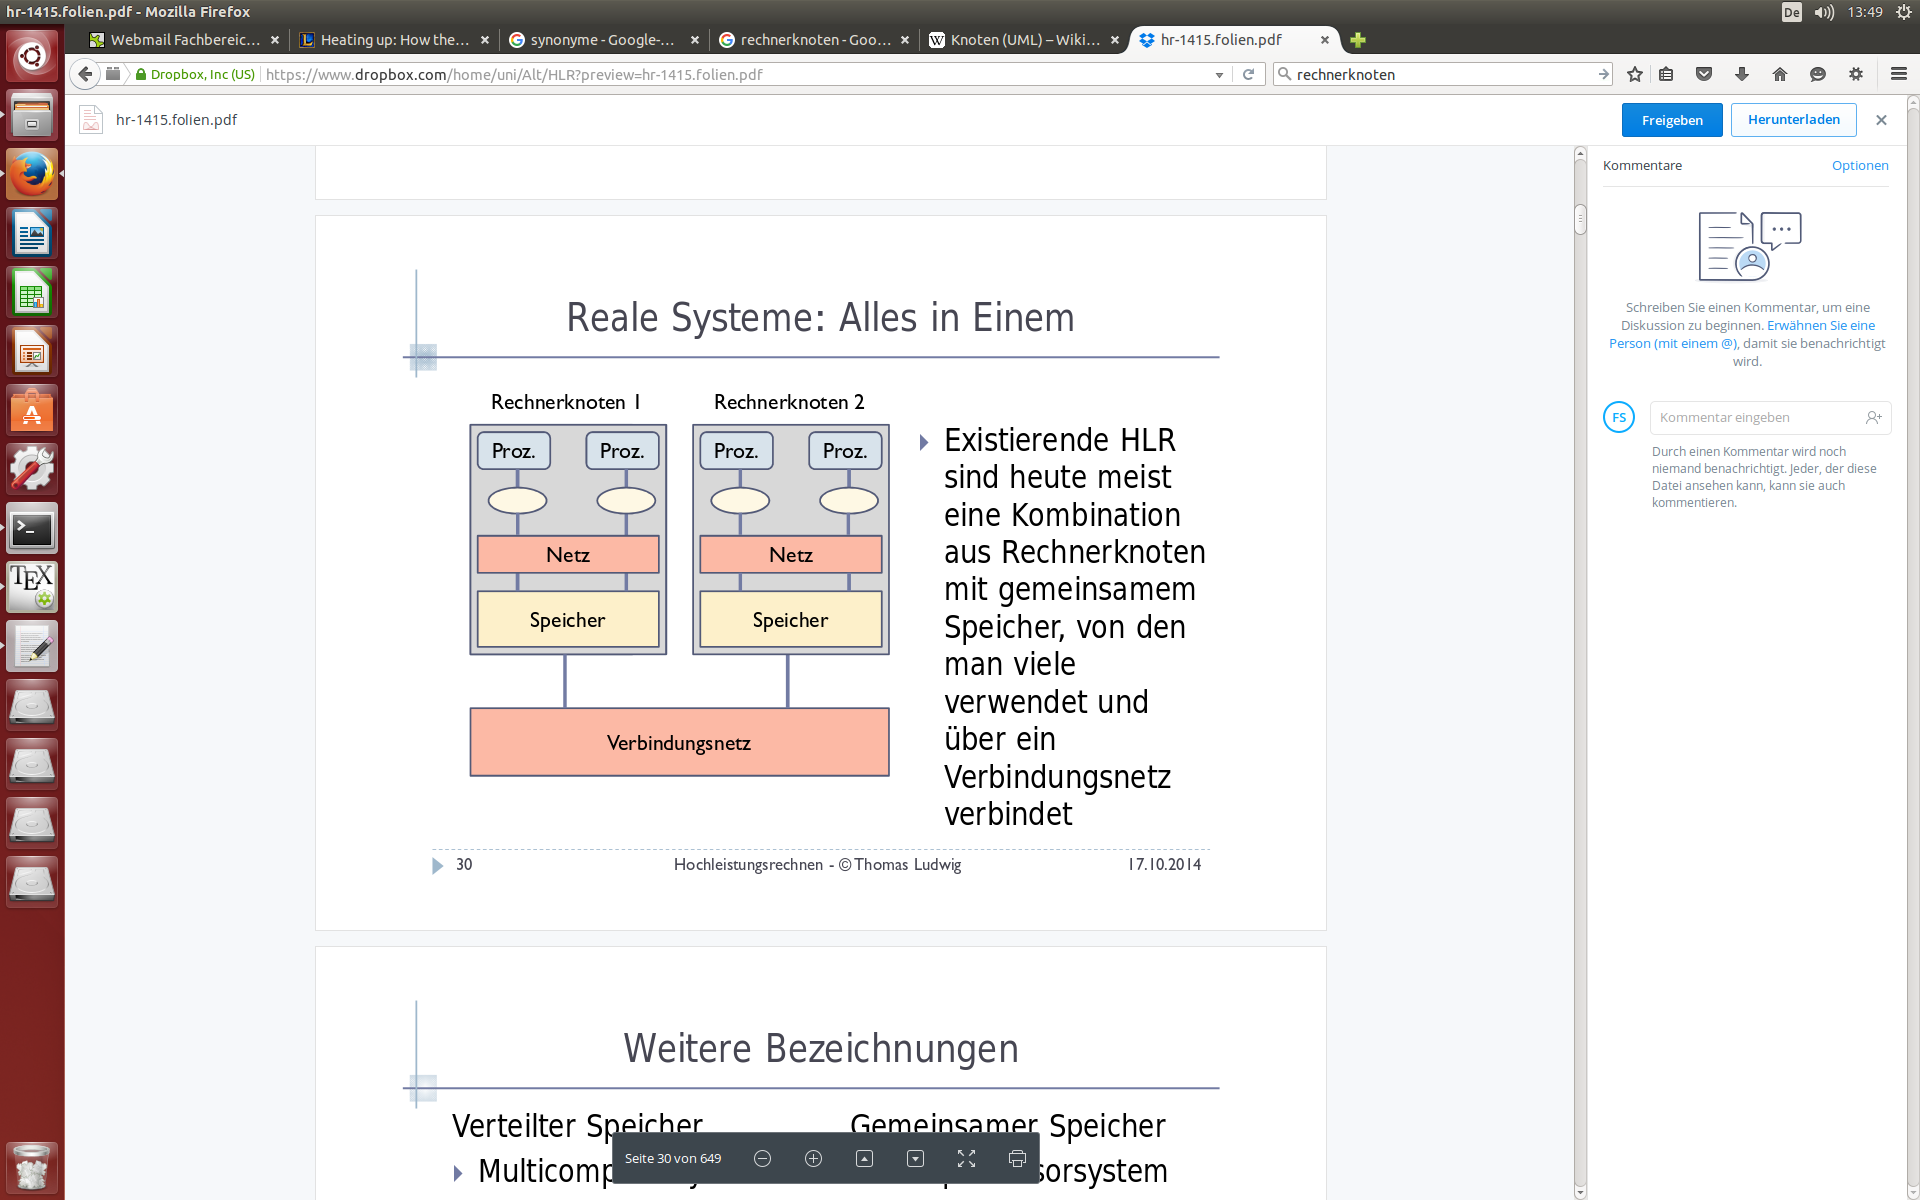 hr-1415.folien.pdf - Mozilla Firefox
De
13:49
Webmail Fachbereic...
Heating up: How the...
synonyme - Google-...
rechnerknoten - Goo...
Knoten (UML) – Wiki...
hr-1415.folien.pdf
Dropbox, Inc (US)
https://www.dropbox.com/home/uni/Alt/HLR?preview=hr-1415.folien.pdf
rechnerknoten
hr-1415.folien.pdf
Freigeben
Herunterladen
Reale Systeme: Alles in Einem
Rechnerknoten 1
Rechnerknoten 2
Proz.
Proz.
Proz.
Proz.
Netz
Netz
Speicher
Speicher
Verbindungsnetz
Existierende HLR
sind heute meist
eine Kombination
aus Rechnerknoten
mit gemeinsamem
Speicher, von den
man viele
verwendet und
über ein
Verbindungsnetz
verbindet
30
Hochleistungsrechnen - © Thomas Ludwig
17.10.2014
Weitere Bezeichnungen
Verteilter Speicher
Gemeinsamer Speicher
Seite 30 von 649
Kommentare
Optionen
Schreiben Sie einen Kommentar, um eine
Diskussion zu beginnen. Erwähnen Sie eine
Person (mit einem @), damit sie benachrichtigt
wird.
FS
Kommentar eingeben
Durch einen Kommentar wird noch
niemand benachrichtigt. Jeder, der diese
Datei ansehen kann, kann sie auch
kommentieren.
TEX